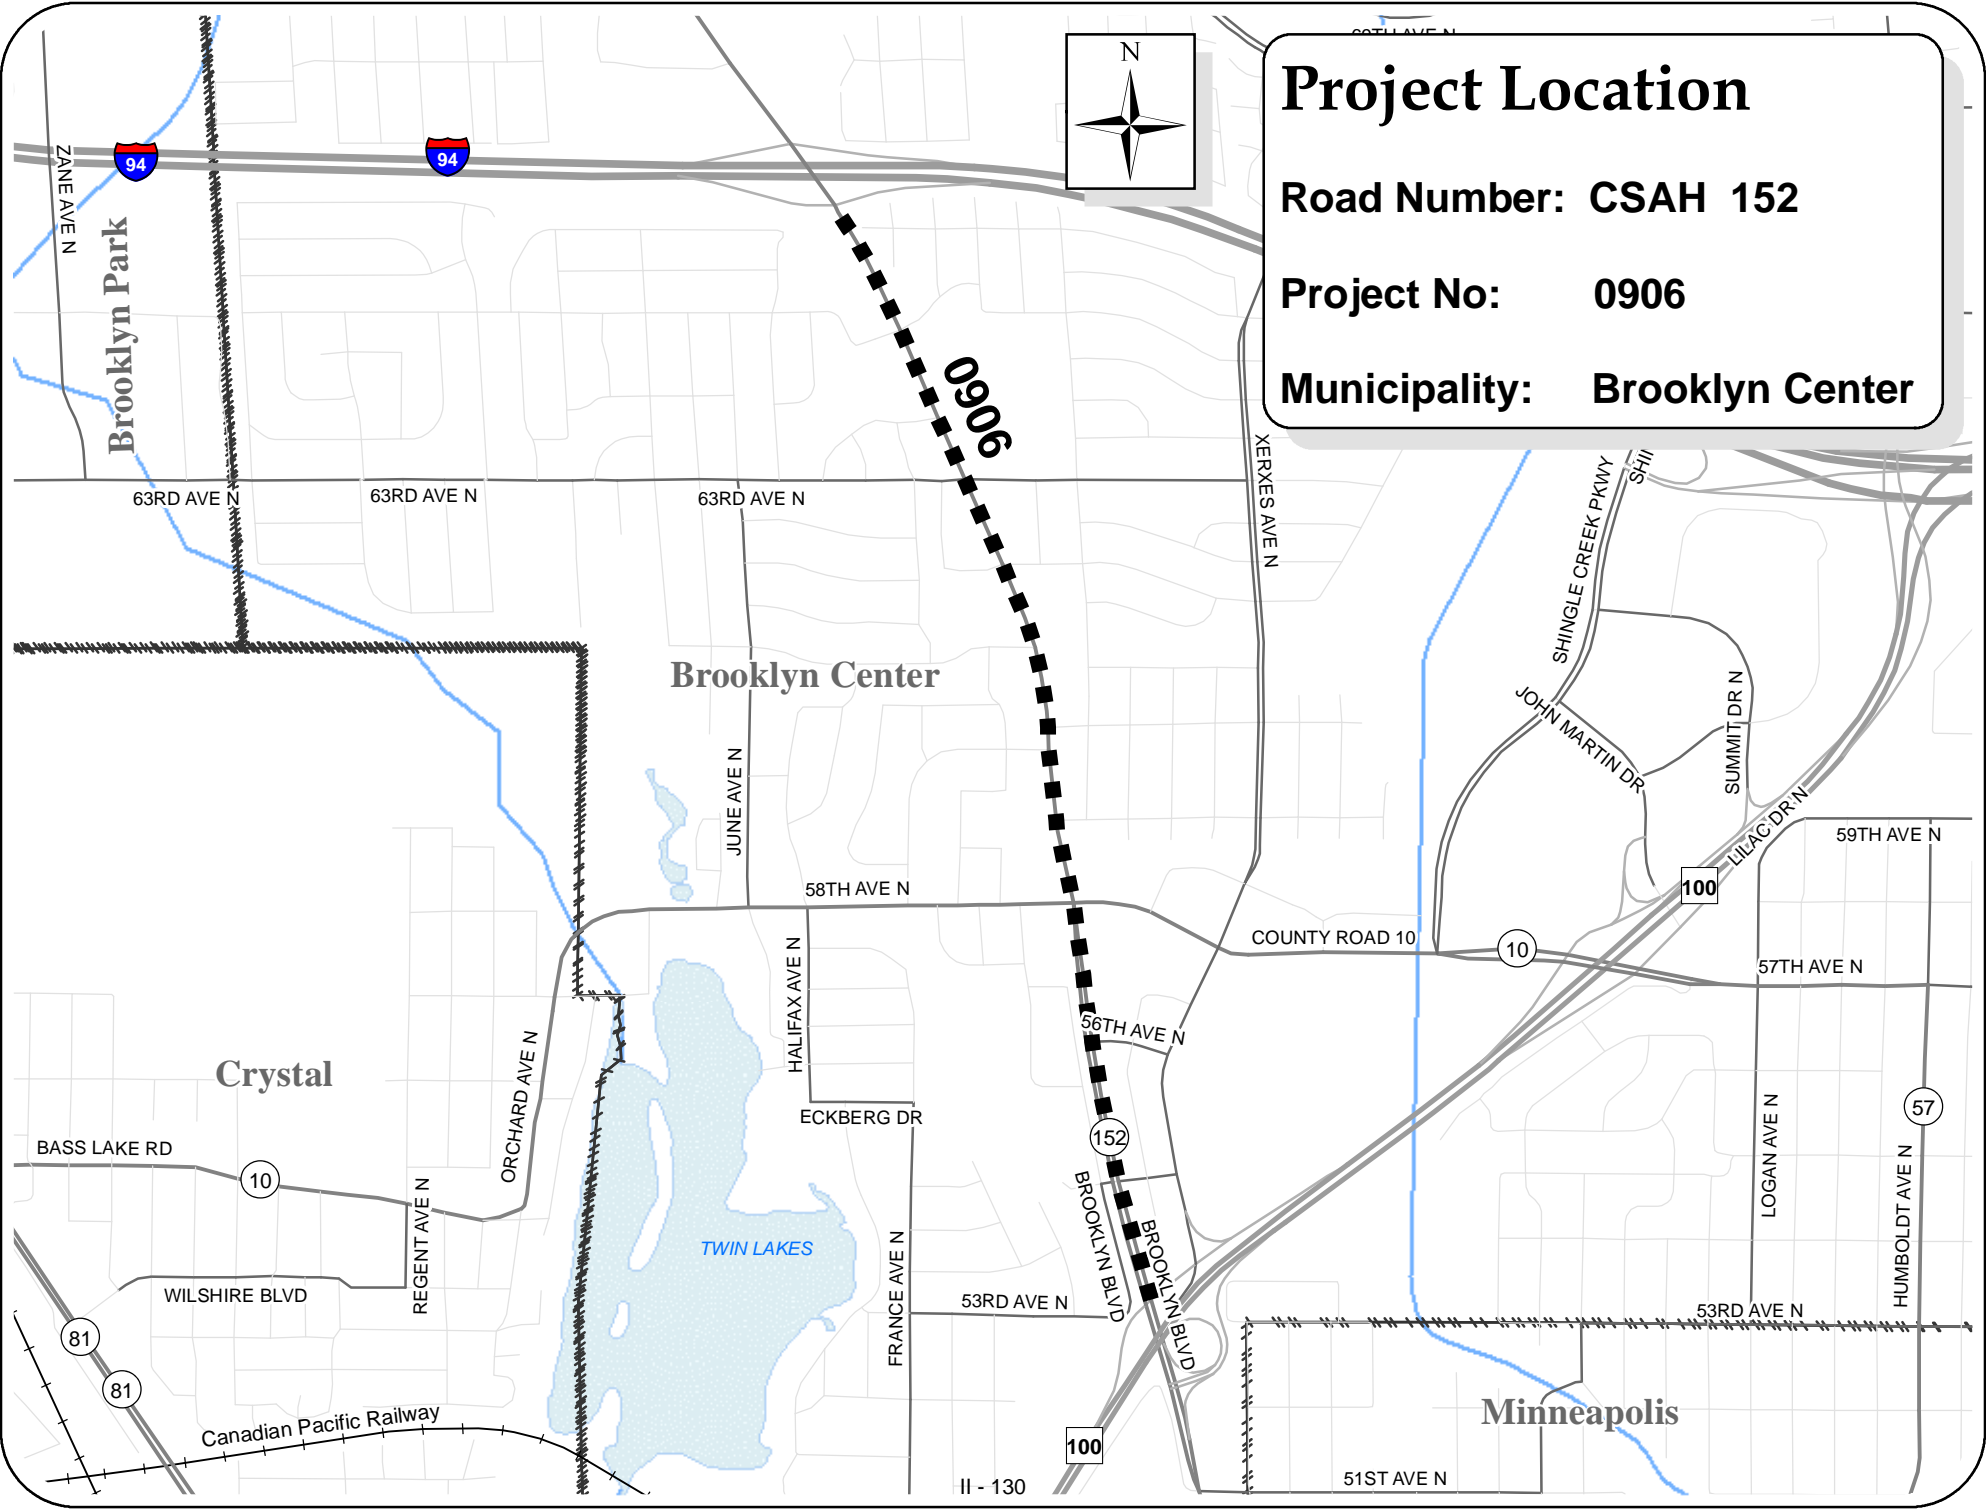 69TH AVE N
N
Project Location
Road Number: CSAH 152
Project No: 0906
Municipality: Brooklyn Center
94
94
ZANE AVE N
Brooklyn Park
0906
63RD AVE N
63RD AVE N
63RD AVE N
XERXES AVE N
SHINGLE CREEK PKWY
SHI
Brooklyn Center
JOHN MARTIN DR
SUMMIT DR N
JUNE AVE N
LILAC DR N
59TH AVE N
58TH AVE N
100
COUNTY ROAD 10
10
57TH AVE N
HALIFAX AVE N
56TH AVE N
ORCHARD AVE N
Crystal
ECKBERG DR
152
57
LOGAN AVE N
HUMBOLDT AVE N
BASS LAKE RD
10
REGENT AVE N
BROOKLYN BLVD
BROOKLYN BLVD
TWIN LAKES
FRANCE AVE N
WILSHIRE BLVD
53RD AVE N
53RD AVE N
81
81
Canadian Pacific Railway
Minneapolis
100
51ST AVE N
II - 130